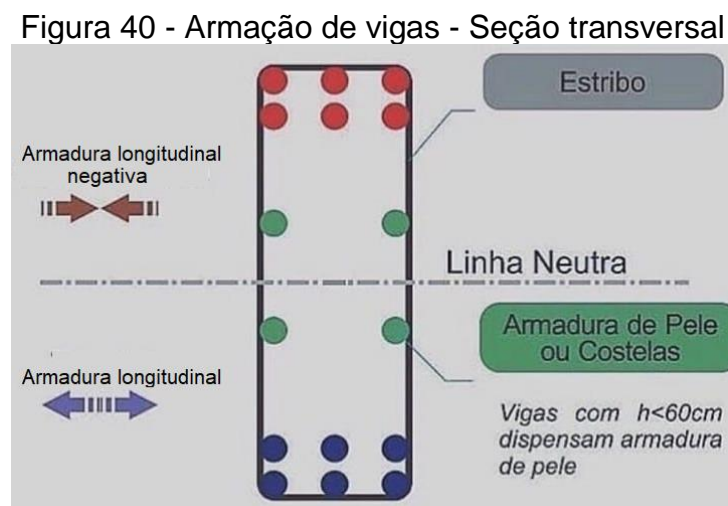 Figura 40 - Armação de vigas - Seção transversal
Estribo
Armadura longitudinal
negativa
Linha Neutra
Armadura de Pele
ou Costelas
Armadura longitudinal
Vigas com h<60cm
dispensam armadura
de pele